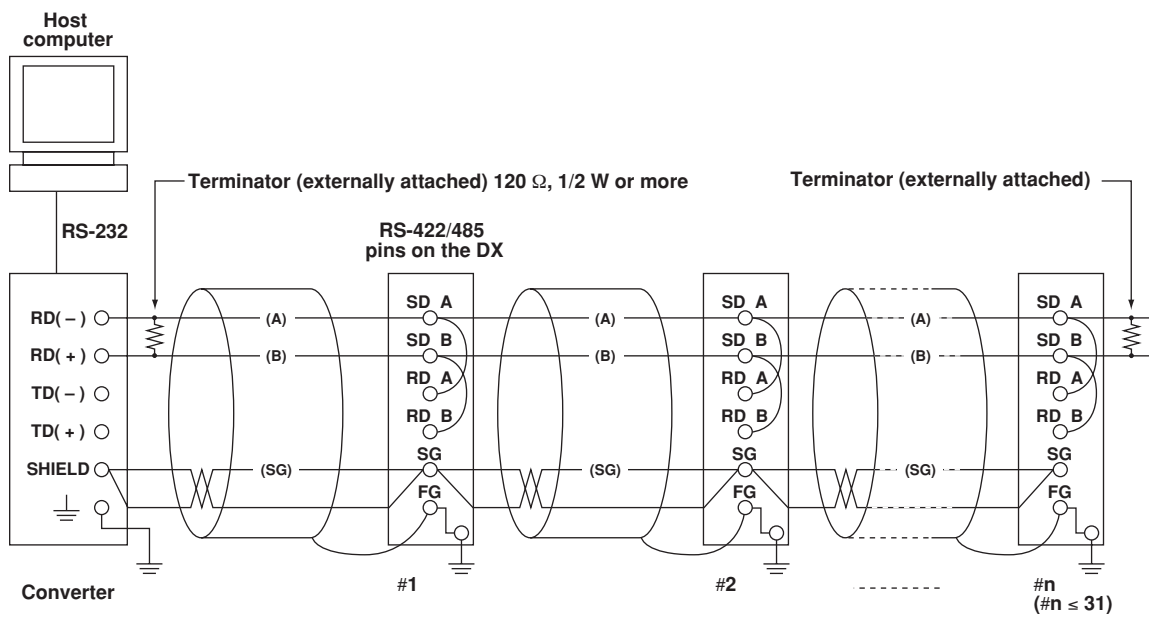 Host
computer
Terminator (externally attached) 120 Ω, 1/2 W or more
Terminator (externally attached)
RS-232
RS-422/485
pins on the DX
RD( – )
RD( + )
TD( – )
TD( + )
SHIELD
(A)
(B)
(SG)
SD A
SD B
RD A
RD B
SG
FG
(A)
(B)
(SG)
SD A
SD B
RD A
RD B
SG
FG
(A)
(B)
(SG)
SD A
SD B
RD A
RD B
SG
FG
Converter
#1
#2
#n
(#n ≤ 31)